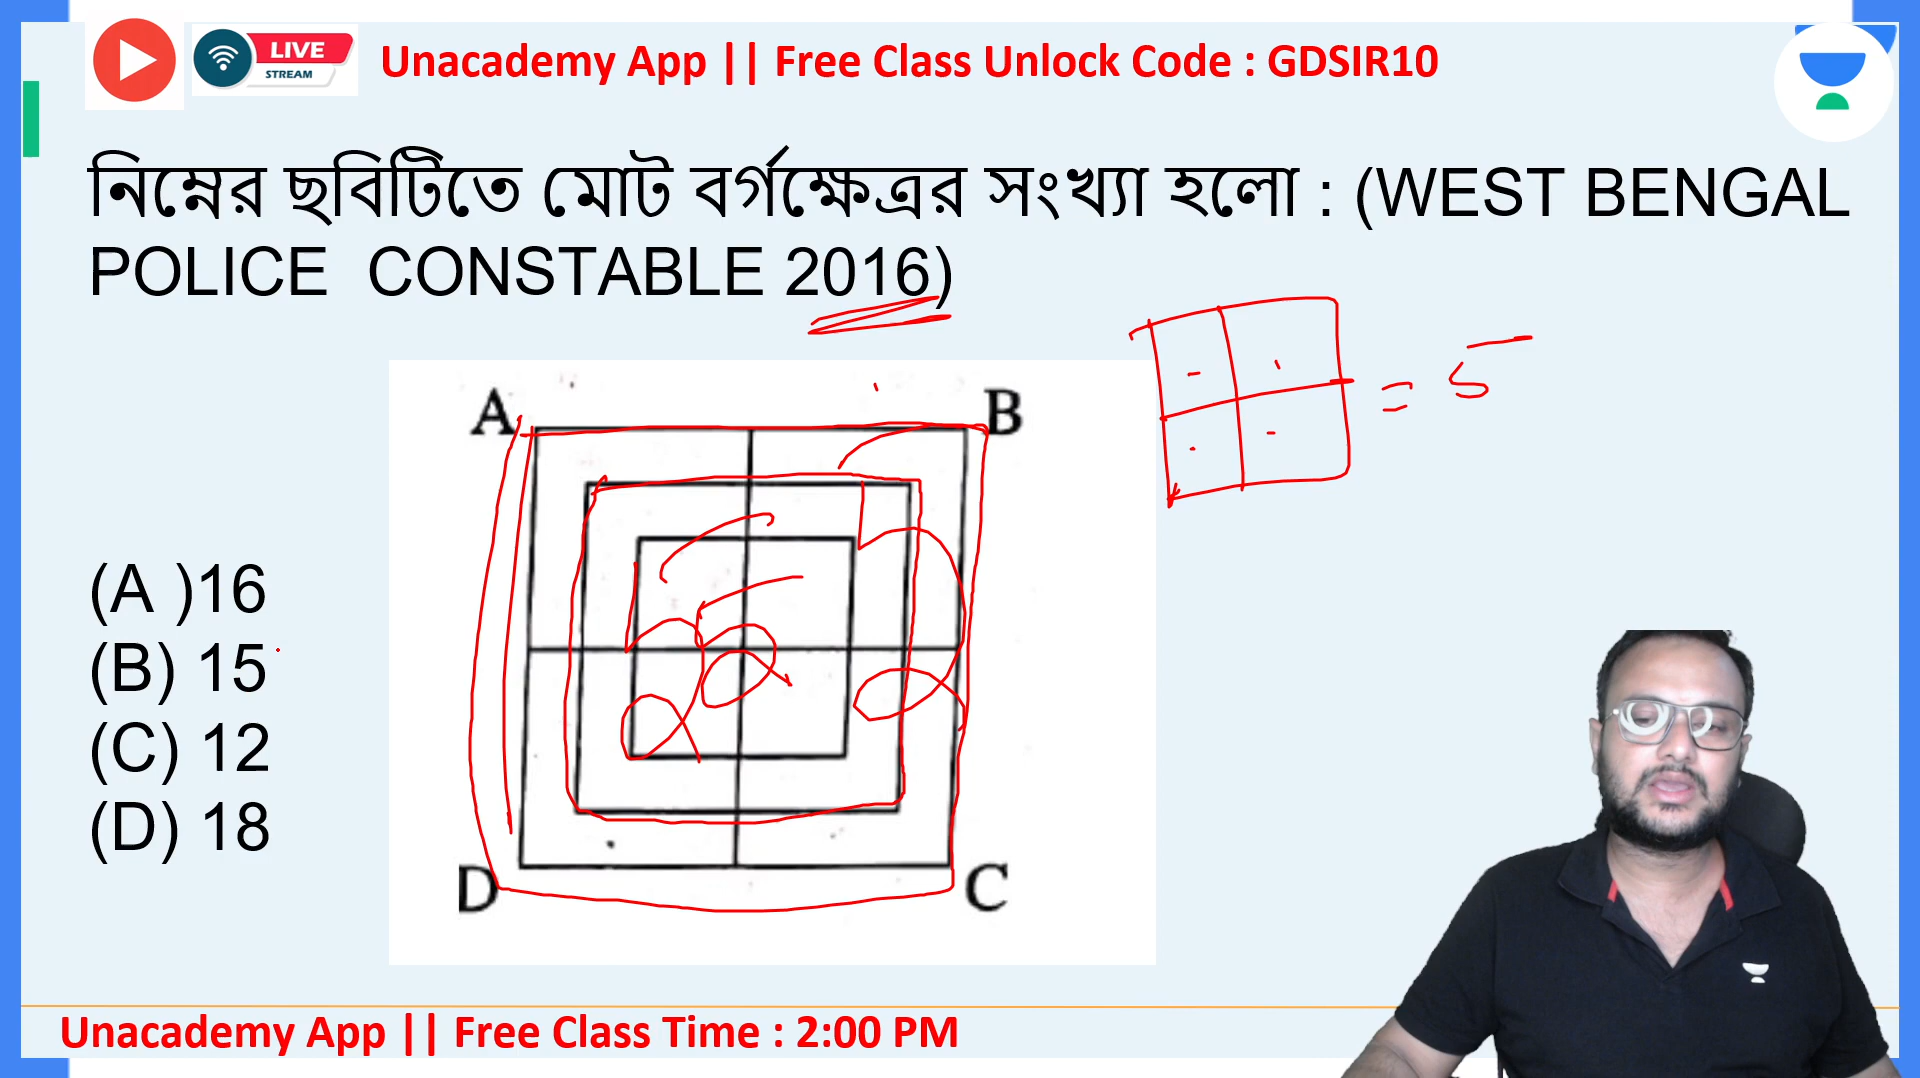 LIVE
STREAM
Unacademy App || Free Class Unlock Code : GDSIR10
নিম্নের ছবিটিতে মোট বর্গক্ষেত্রর সংখ্যা হলো : (WEST BENGAL
POLICE CONSTABLE 2016)
= 5
A B
(A )16
(B) 15
(C) 12
(D) 18
D C
Unacademy App || Free Class Time : 2:00 PM